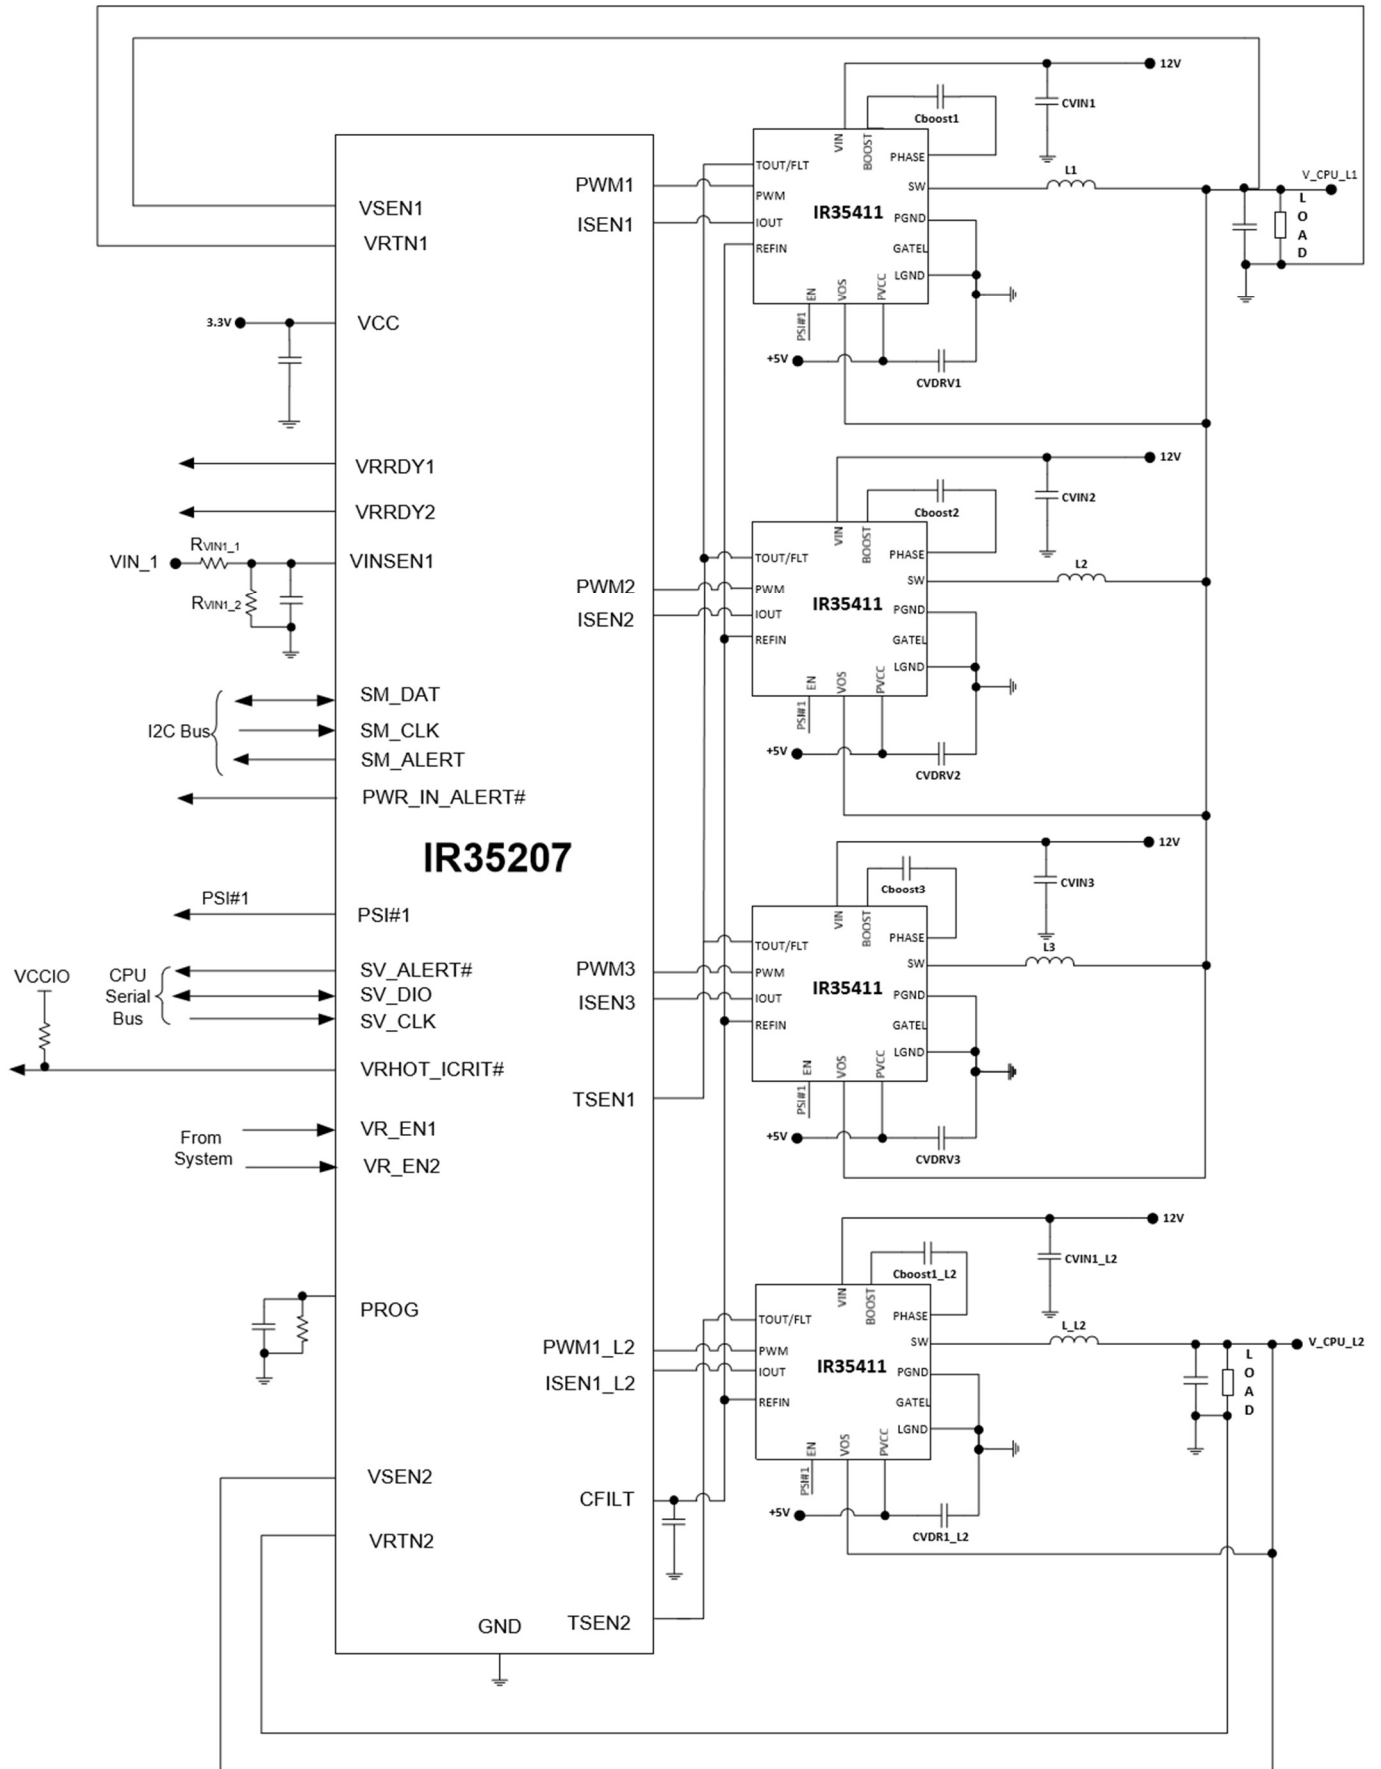 12V
CVIN1
Cboost1
VIN
BOOST
PHASE
TOUT/FLT
PWM
IOUT
REFIN
IR35411
SW
PGND
GATEL
LGND
EN
VOS
PVCC
PSI#1
+5V
CVDRV1
L1
V_CPU_L1
L
O
A
D
VSEN1
VRTN1
3.3V
VCC
VRRDY1
VRRDY2
VIN_1
RVIN1_1
RVIN1_2
VINSEN1
I2C Bus
SM_DAT
SM_CLK
SM_ALERT
PWR_IN_ALERT#
IR35207
PSI#1
PSI#1
VCCIO
CPU
Serial
Bus
SV_ALERT#
SV_DIO
SV_CLK
VRHOT_ICRIT#
From
System
VR_EN1
VR_EN2
PROG
VSEN2
VRTN2
GND
PWM1
ISEN1
PWM2
ISEN2
PWM3
ISEN3
TSEN1
PWM1_L2
ISEN1_L2
CFILT
TSEN2
12V
CVIN2
Cboost2
VIN
BOOST
PHASE
TOUT/FLT
PWM
IOUT
REFIN
IR35411
SW
PGND
GATEL
LGND
EN
VOS
PVCC
PSI#1
+5V
CVDRV2
L2
12V
CVIN3
Cboost3
VIN
BOOST
PHASE
TOUT/FLT
PWM
IOUT
REFIN
IR35411
SW
PGND
GATEL
LGND
EN
VOS
PVCC
PSI#1
+5V
CVDRV3
L3
12V
CVIN1_L2
Cboost1_L2
VIN
BOOST
PHASE
TOUT/FLT
PWM
IOUT
REFIN
IR35411
SW
PGND
GATEL
LGND
EN
VOS
PVCC
PSI#1
+5V
CVDR1_L2
L_L2
V_CPU_L2
L
O
A
D